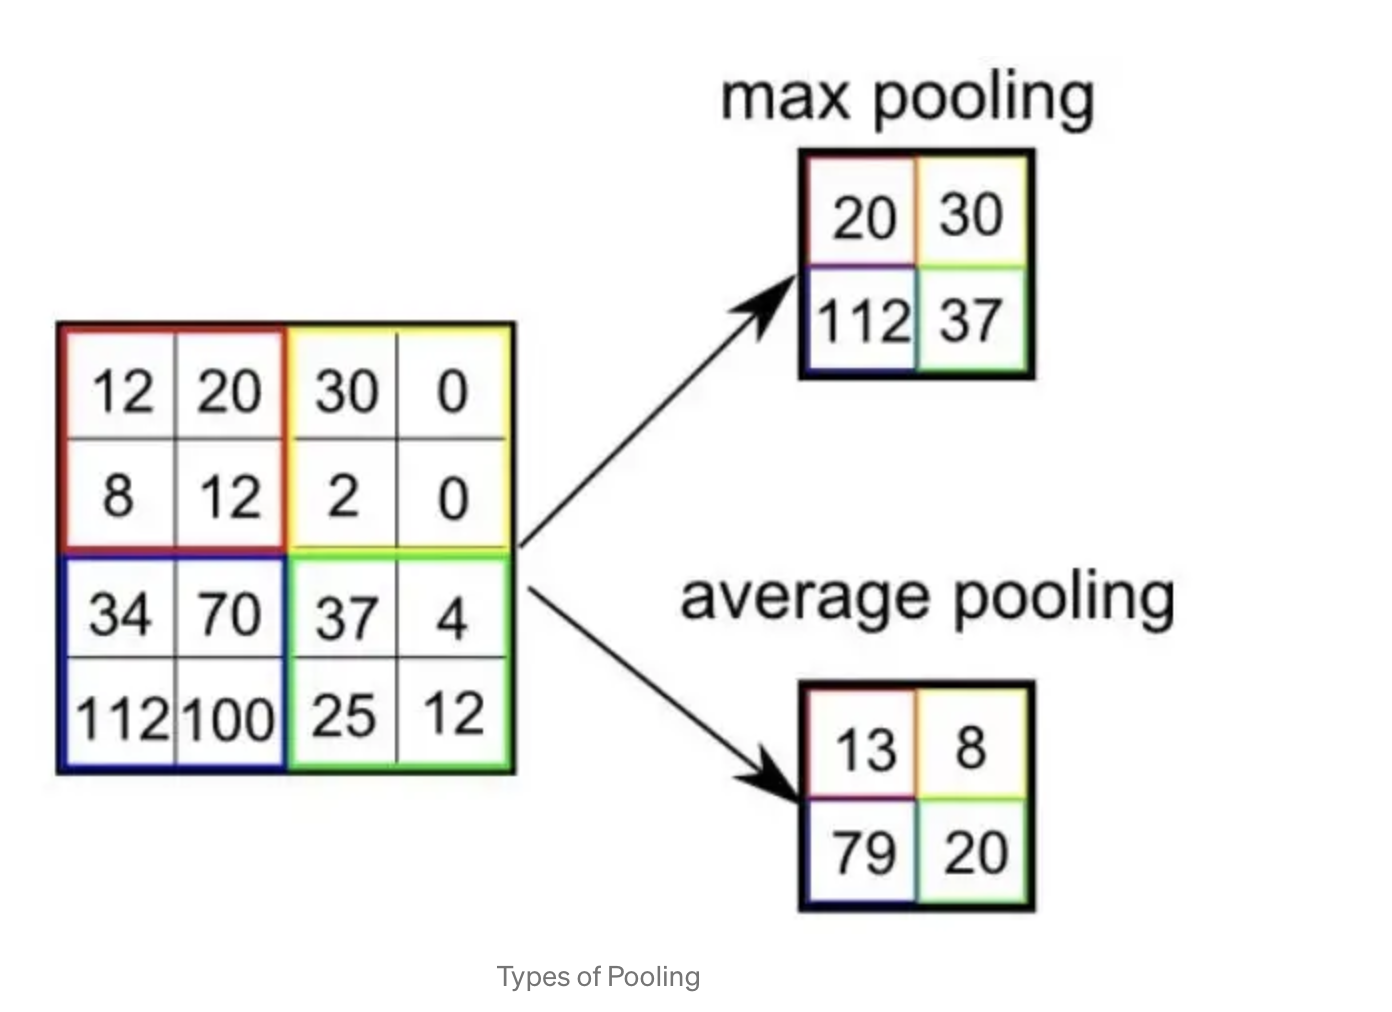 max pooling
20 30
112 37
12 20 30 0
8 12 2 0
34 70 37 4
112 100 25 12
average pooling
13 8
79 20
Types of Pooling